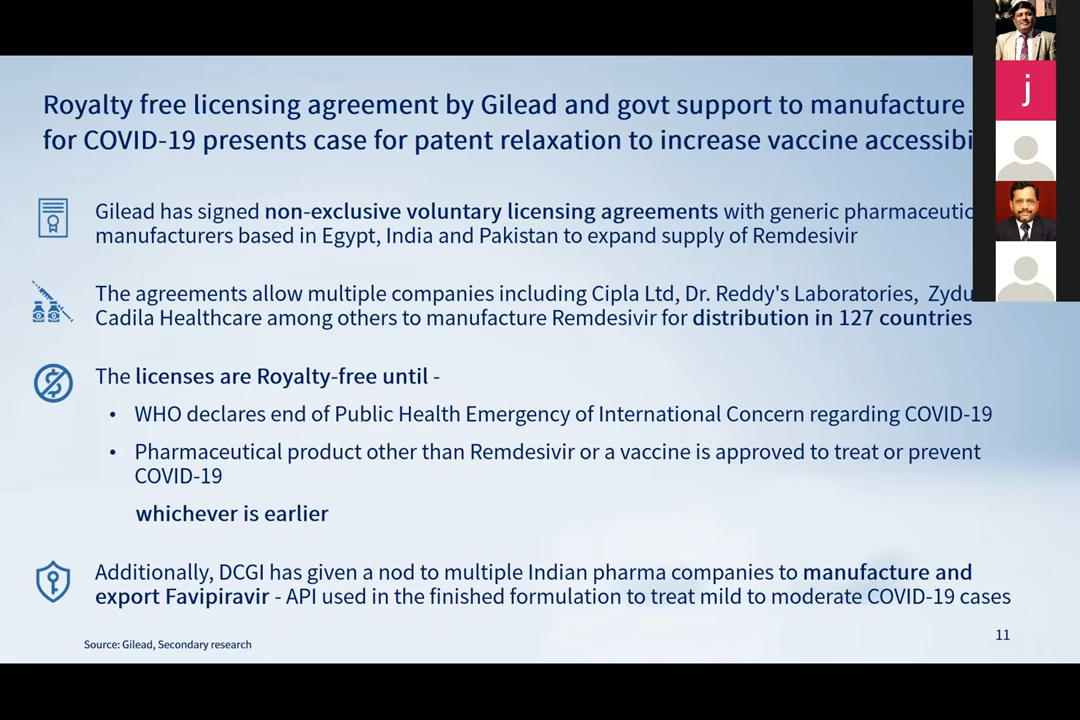 Royalty free licensing agreement by Gilead and govt support to manufacture
for COVID-19 presents case for patent relaxation to increase vaccine
Gilead has signed non-exclusive voluntary licensing agreements with generic
manufacturers based in Egypt, India and Pakistan to expand supply of Remdesivir
The agreements allow multiple companies including Cipla Ltd, Dr. Reddy's Laboratories,
Cadila Healthcare among others to manufacture Remdesivir for distribution in 127 countries
The licenses are Royalty-free until -
• WHO declares end of Public Health Emergency of International Concern regarding COVID-19
• Pharmaceutical product other than Remdesivir or a vaccine is approved to treat or prevent
COVID-19
whichever is earlier
Additionally, DCGI has given a nod to multiple Indian pharma companies to manufacture and
export Favipiravir - API used in the finished formulation to treat mild to moderate COVID-19 cases
Source: Gilead, Secondary research
11
j